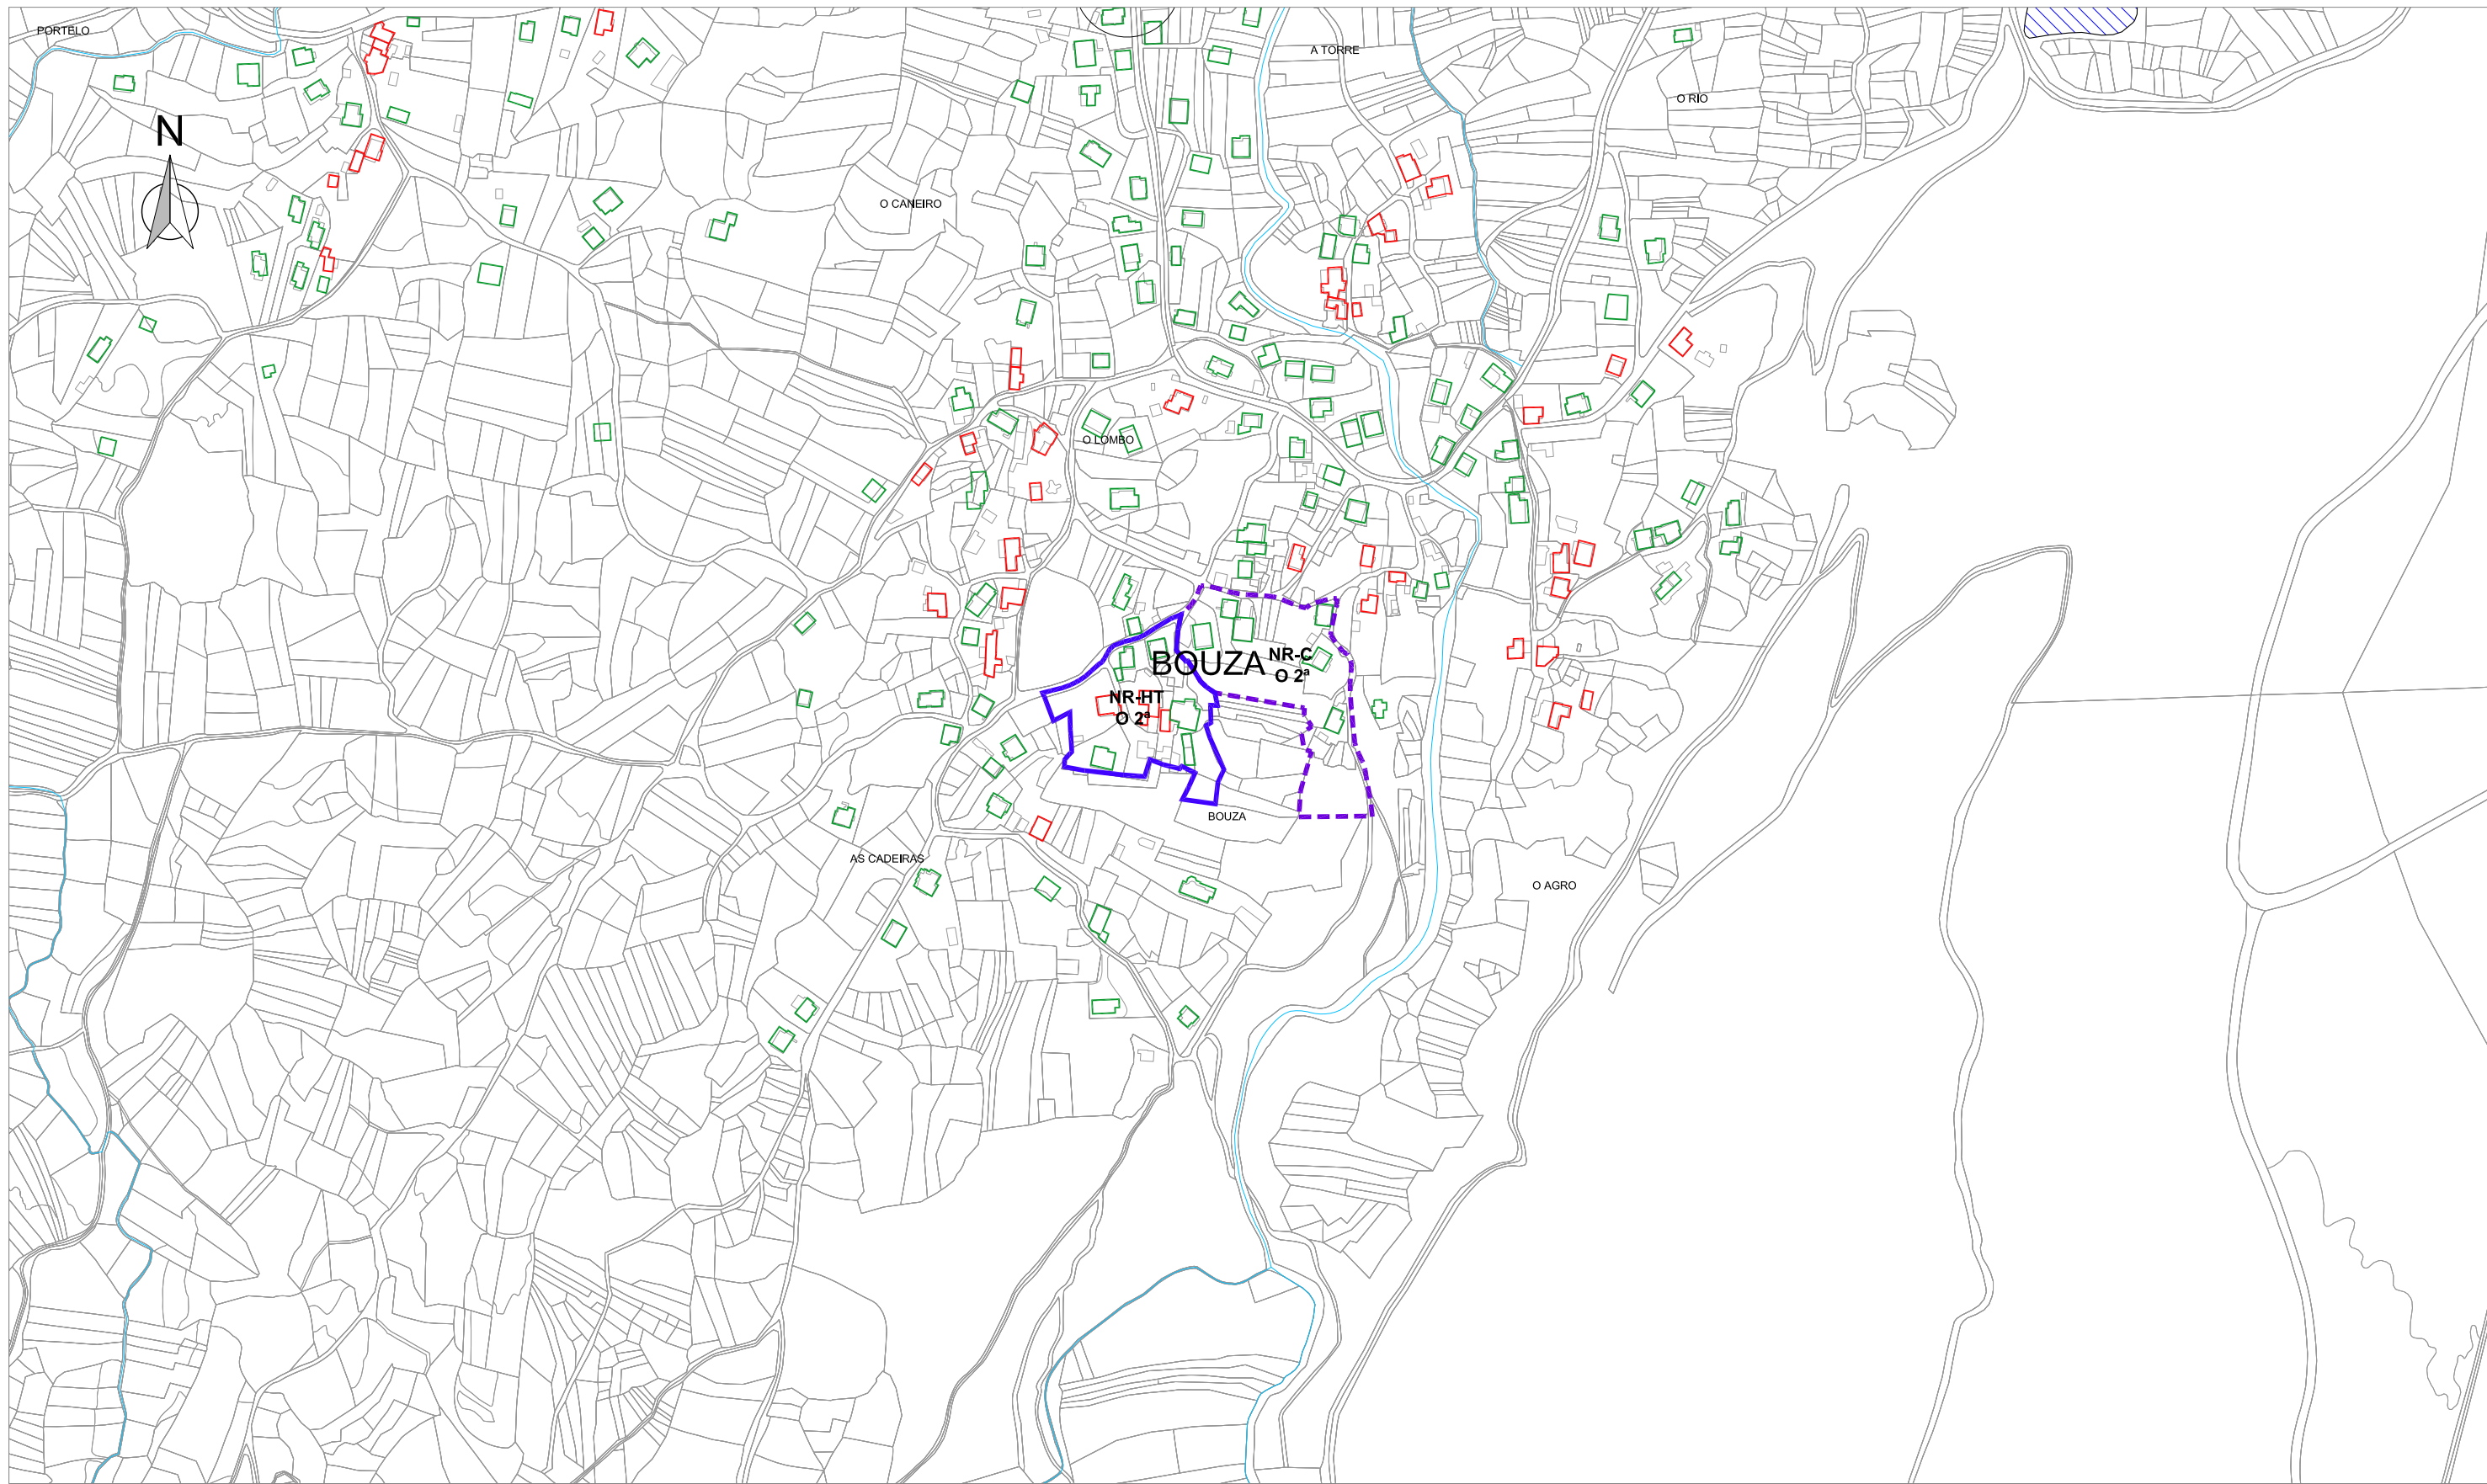 PORTELO
A TORRE
O RIO
N
O CANEIRO
O LOMBO
BOUZA
NR-C
O 2ª
NR-HT
O 2ª
BOUZA
AS CADEIRAS
O AGRO